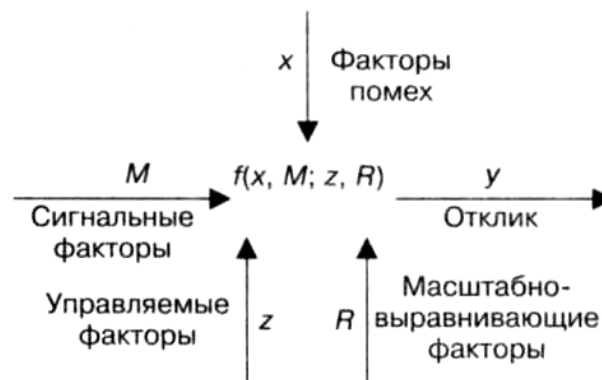 x Факторы
помех
M f(x, M; z, R) y
Сигнальные Отклик
факторы
Управляемые z R Масштабно-
факторы выравнивающие
факторы